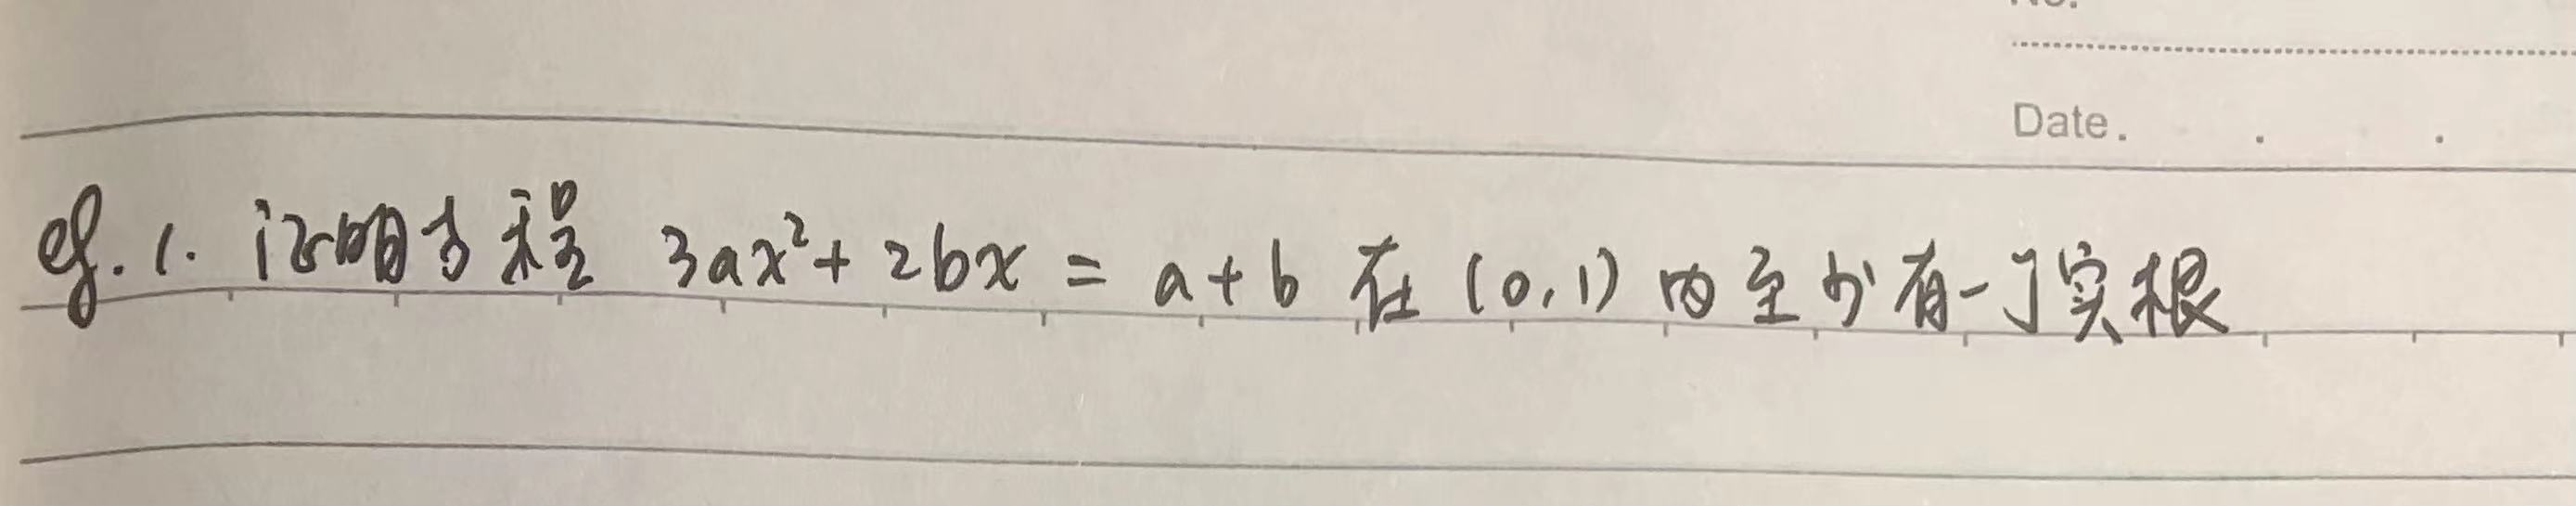 Date. . .
eg. 1. 证明方程 3ax²+2bx = a+b 在 (0,1) 内至少有一个实根